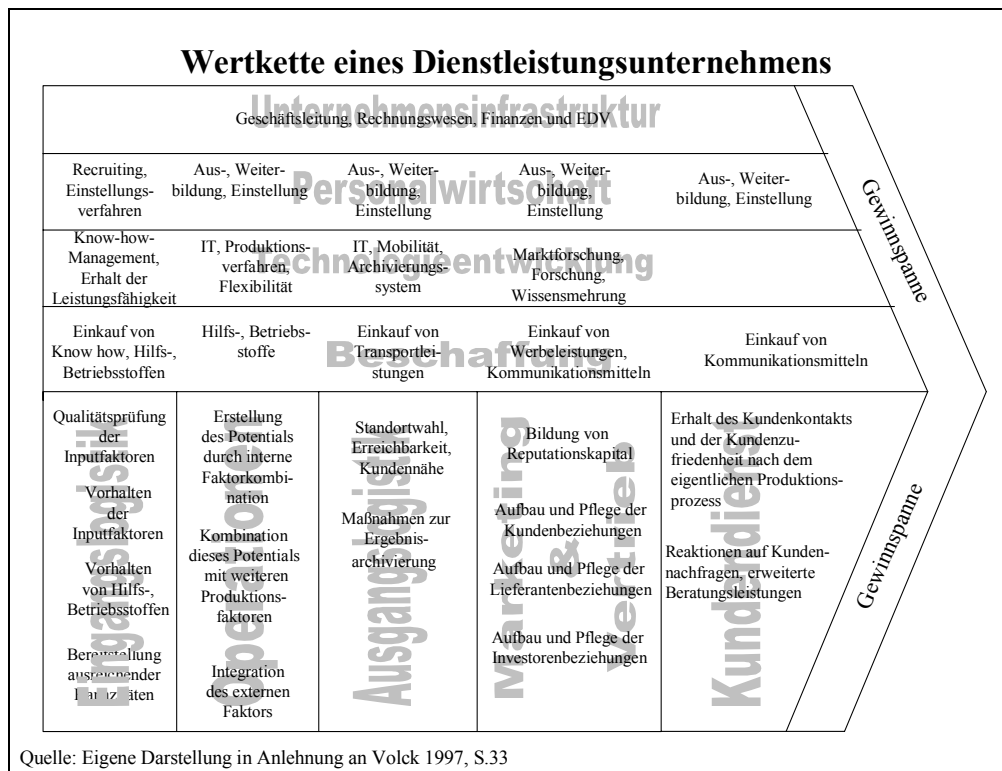 Wertkette eines Dienstleistungsunternehmens
Unternehmensinfrastruktur
Geschäftsleitung, Rechnungswesen, Finanzen und EDV
Personalwirtschaft
Recruiting,
Einstellungs-
verfahren
Aus-, Weiter-
bildung, Einstellung
Aus-, Weiter-
bildung,
Einstellung
Aus-, Weiter-
bildung,
Einstellung
Aus-, Weiter-
bildung, Einstellung
Technologieentwicklung
Know-how-
Management,
Erhalt der
Leistungsfähigkeit
IT, Produktions-
verfahren,
Flexibilität
IT, Mobilität,
Archivierungs-
system
Marktforschung,
Forschung,
Wissensmehrung
Beschaffung
Einkauf von
Know how, Hilfs-,
Betriebsstoffen
Hilfs-, Betriebs-
stoffe
Einkauf von
Transportlei-
stungen
Einkauf von
Werbeleistungen,
Kommunikationsmitteln
Einkauf von
Kommunikationsmitteln
Eingangslogistik
Qualitätsprüfung
der
Inputfaktoren
Vorhalten
der
Inputfaktoren
Vorhalten
von Hilfs-,
Betriebsstoffen
Bereitstellung
ausreichender
Kapazitäten
Operationen
Erstellung
des Potentials
durch interne
Faktorkombi-
nation
Kombination
dieses Potentials
mit weiteren
Produktions-
faktoren
Integration
des externen
Faktors
Ausgangslogistik
Standortwahl,
Erreichbarkeit,
Kundennähe
Maßnahmen zur
Ergebnis-
archivierung
Marketing
&
Vertrieb
Bildung von
Reputationskapital
Aufbau und Pflege der
Kundenbeziehungen
Aufbau und Pflege der
Lieferantenbeziehungen
Aufbau und Pflege der
Investorenbeziehungen
Kundendienst
Erhalt des Kundenkontakts
und der Kundenzu-
friedenheit nach dem
eigentlichen Produktions-
prozess
Reaktionen auf Kunden-
nachfragen, erweiterte
Beratungsleistungen
Gewinnspanne
Gewinnspanne
Quelle: Eigene Darstellung in Anlehnung an Volck 1997, S.33